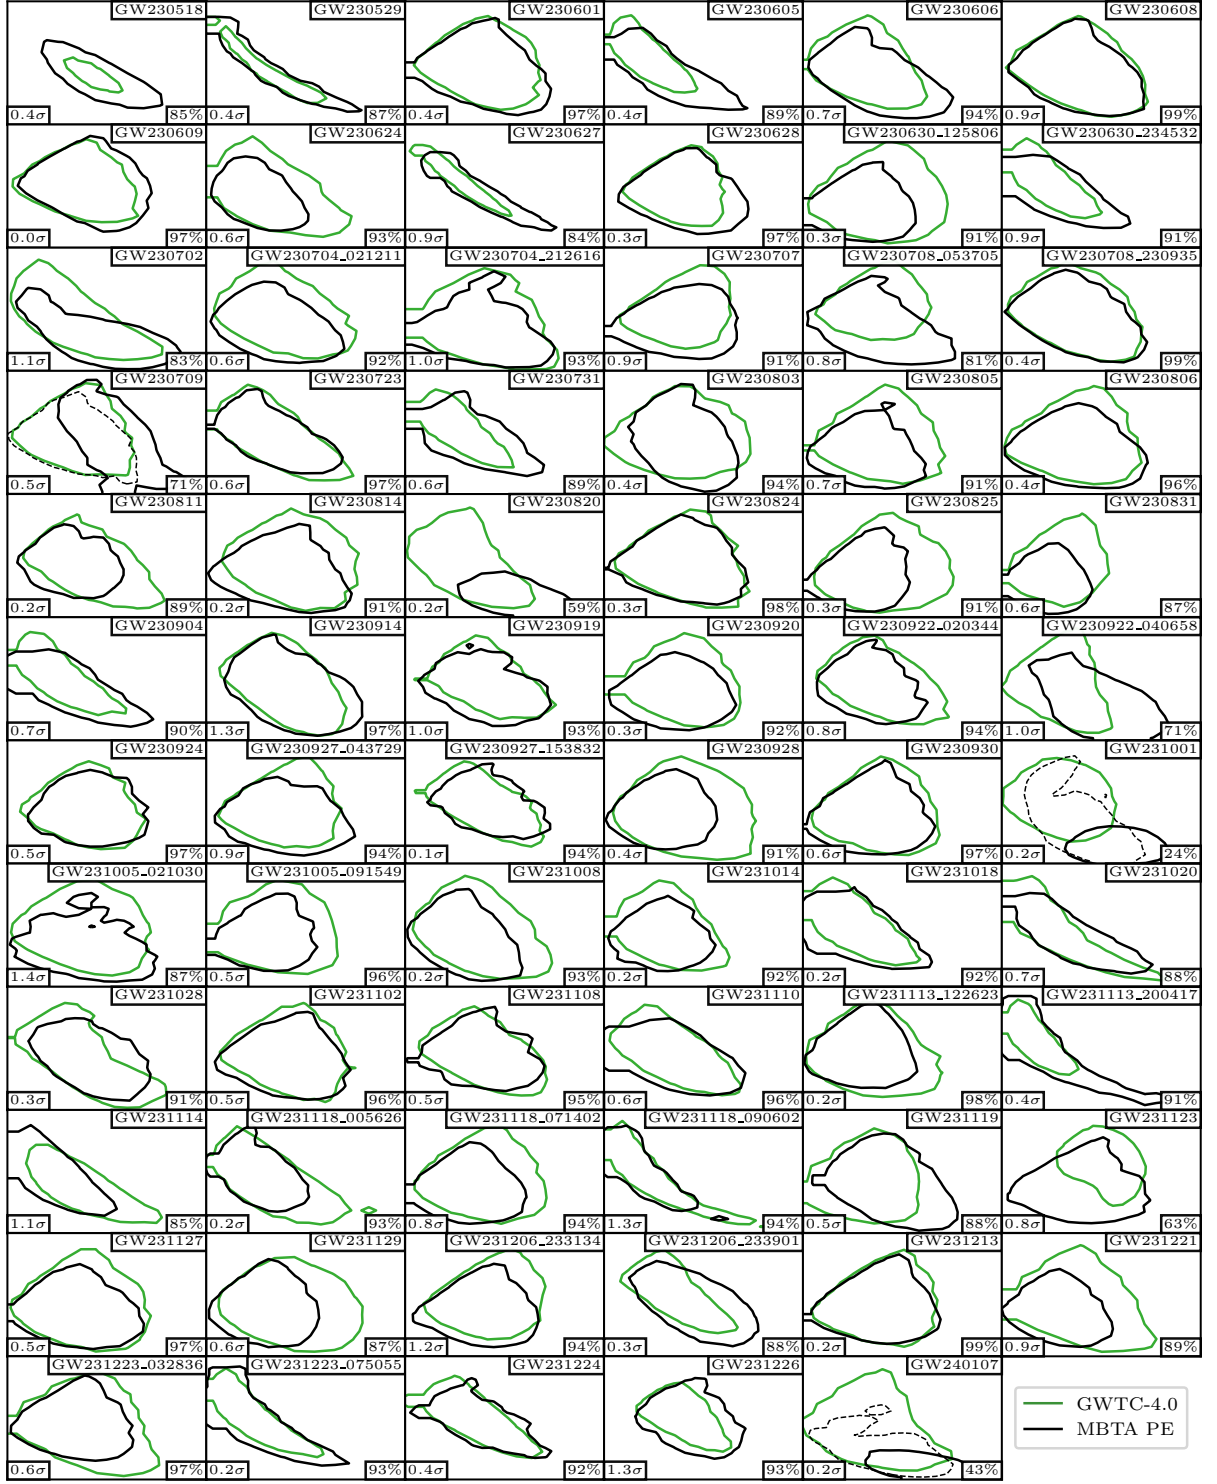 GW230518 GW230529 GW230601 GW230605 GW230606 GW230608
0.4σ 85% 0.4σ 87% 0.4σ 97% 0.4σ 89% 0.7σ 94% 0.9σ 99%
GW230609 GW230624 GW230627 GW230628 GW230630_125806 GW230630_234532
0.0σ 97% 0.6σ 93% 0.9σ 84% 0.3σ 97% 0.3σ 91% 0.9σ 91%
GW230702 GW230704_021211 GW230704_212616 GW230707 GW230708_053705 GW230708_230935
1.1σ 83% 0.6σ 92% 1.0σ 93% 0.9σ 91% 0.8σ 81% 0.4σ 99%
GW230709 GW230723 GW230731 GW230803 GW230805 GW230806
0.5σ 71% 0.6σ 97% 0.6σ 89% 0.4σ 94% 0.7σ 91% 0.4σ 96%
GW230811 GW230814 GW230820 GW230824 GW230825 GW230831
0.2σ 89% 0.2σ 91% 0.2σ 59% 0.3σ 98% 0.3σ 91% 0.6σ 87%
GW230904 GW230914 GW230919 GW230920 GW230922_020344 GW230922_040658
0.7σ 90% 1.3σ 97% 1.0σ 93% 0.3σ 92% 0.8σ 94% 1.0σ 71%
GW230924 GW230927_043729 GW230927_153832 GW230928 GW230930 GW231001
0.5σ 97% 0.9σ 94% 0.1σ 94% 0.4σ 91% 0.6σ 97% 0.2σ 24%
GW231005_021030 GW231005_091549 GW231008 GW231014 GW231018 GW231020
1.4σ 87% 0.5σ 96% 0.2σ 93% 0.2σ 92% 0.2σ 92% 0.7σ 88%
GW231028 GW231102 GW231108 GW231110 GW231113_122623 GW231113_200417
0.3σ 91% 0.5σ 96% 0.5σ 95% 0.6σ 96% 0.2σ 98% 0.4σ 91%
GW231114 GW231118_005626 GW231118_071402 GW231118_090602 GW231119 GW231123
1.1σ 85% 0.2σ 93% 0.8σ 94% 1.3σ 94% 0.5σ 88% 0.8σ 63%
GW231127 GW231129 GW231206_233134 GW231206_233901 GW231213 GW231221
0.5σ 97% 0.6σ 87% 1.2σ 94% 0.3σ 88% 0.2σ 99% 0.9σ 89%
GW231223_032836 GW231223_075055 GW231224 GW231226 GW240107
GWTC-4.0
MBTA PE
0.6σ 97% 0.2σ 93% 0.4σ 92% 1.3σ 93% 0.2σ 43%